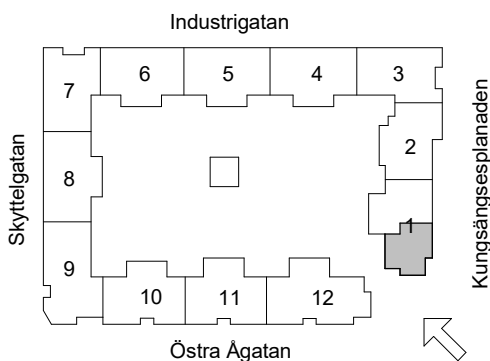 Industrigatan
6 5 4 3
7
2
8
Skyttelgatan
Kungsängsesplanaden
1
9
10 11 12
Östra Ågatan